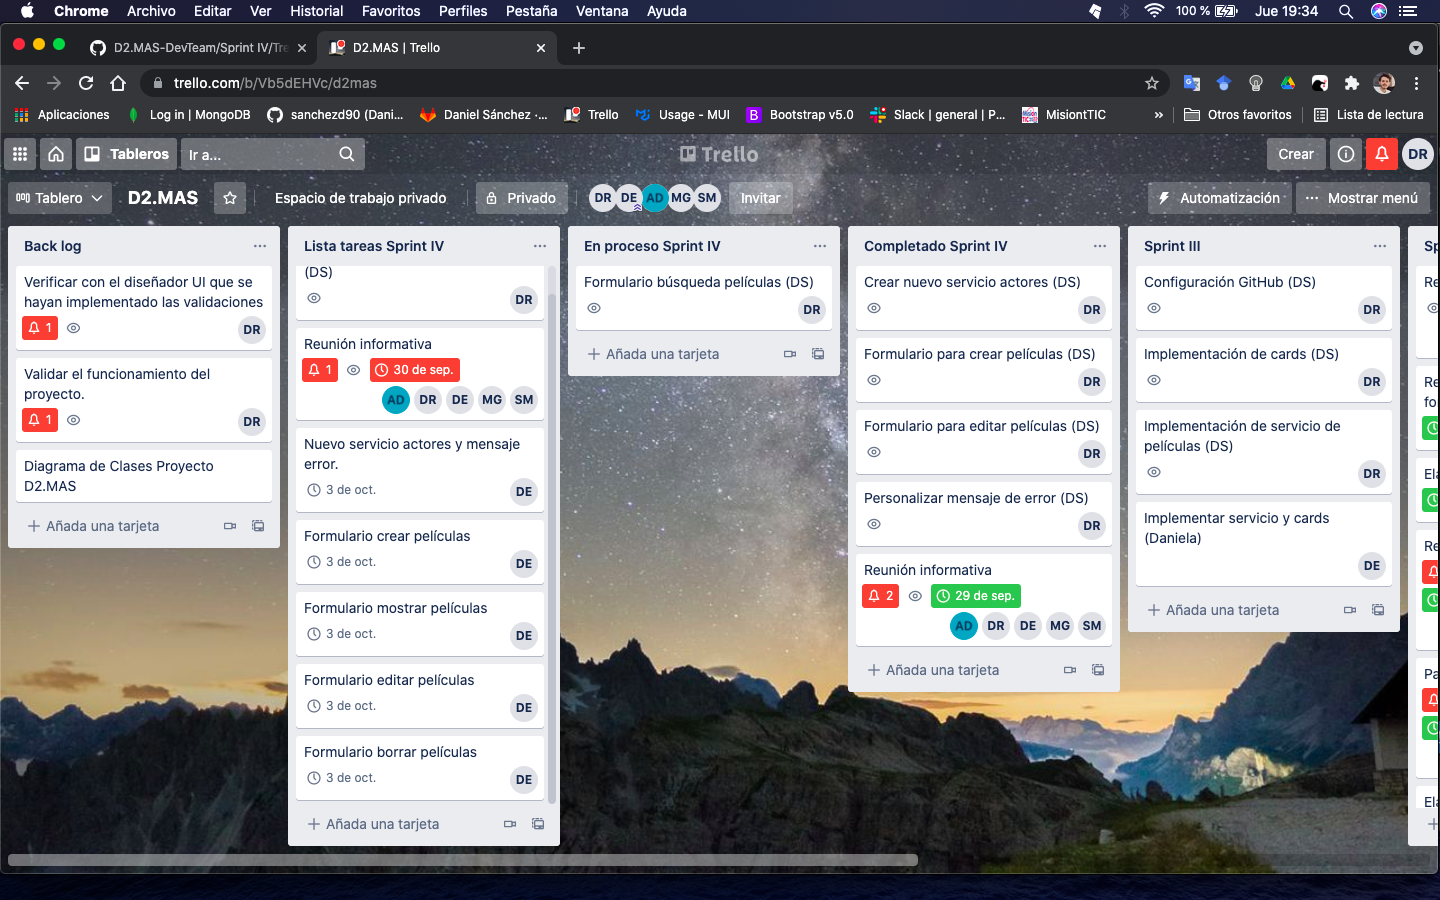 Chrome Archivo Editar Ver Historial Favoritos Perfiles Pestaña Ventana Ayuda 100 % Jue 19:34
D2.MAS-DevTeam/Sprint IV/Tre D2.MAS | Trello
trello.com/b/Vb5dEHVc/d2mas
Aplicaciones Log in | MongoDB sanchezd90 (Dani... Daniel Sánchez ·... Trello Usage - MUI Bootstrap v5.0 Slack | general | P... MisiontTIC » Otros favoritos Lista de lectura
Tableros Ir a... Trello Crear DR
Tablero D2.MAS Espacio de trabajo privado Privado DR DE AD MG SM Invitar Automatización Mostrar menú
Back log
Verificar con el diseñador UI que se
hayan implementado las validaciones
1 DR
Validar el funcionamiento del
proyecto.
1 DR
Diagrama de Clases Proyecto
D2.MAS
Añada una tarjeta
Lista tareas Sprint IV
(DS)
DR
Reunión informativa
1 30 de sep.
AD DR DE MG SM
Nuevo servicio actores y mensaje
error.
3 de oct. DE
Formulario crear películas
3 de oct. DE
Formulario mostrar películas
3 de oct. DE
Formulario editar películas
3 de oct. DE
Formulario borrar películas
3 de oct. DE
Añada una tarjeta
En proceso Sprint IV
Formulario búsqueda películas (DS)
DR
Añada una tarjeta
Completado Sprint IV
Crear nuevo servicio actores (DS)
DR
Formulario para crear películas (DS)
DR
Formulario para editar películas (DS)
DR
Personalizar mensaje de error (DS)
DR
Reunión informativa
2 29 de sep.
AD DR DE MG SM
Añada una tarjeta
Sprint III
Configuración GitHub (DS)
DR
Implementación de cards (DS)
DR
Implementación de servicio de
películas (DS)
DR
Implementar servicio y cards
(Daniela)
DE
Añada una tarjeta
Sp
Re
Re
for
Ela
Re
Pa
Ela